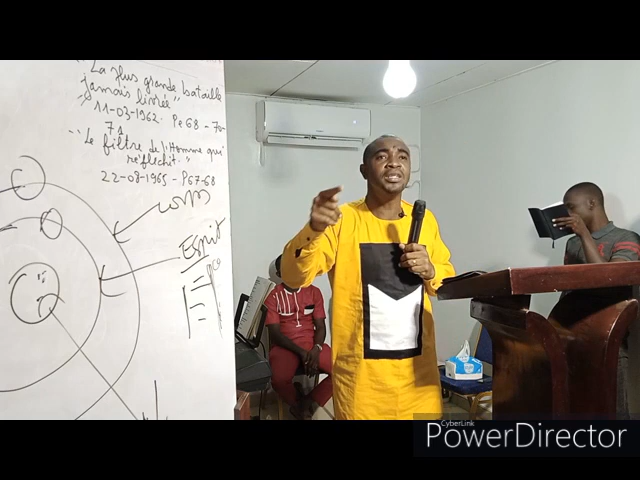 "La plus grande bataille
jamais livrée"
11-03-1962. Pe 68 - 70
71
"Le filtre de l'Homme qui
réfléchit."
22-08-1965 - P67-68
corps
Esprit
CyberLink
PowerDirector